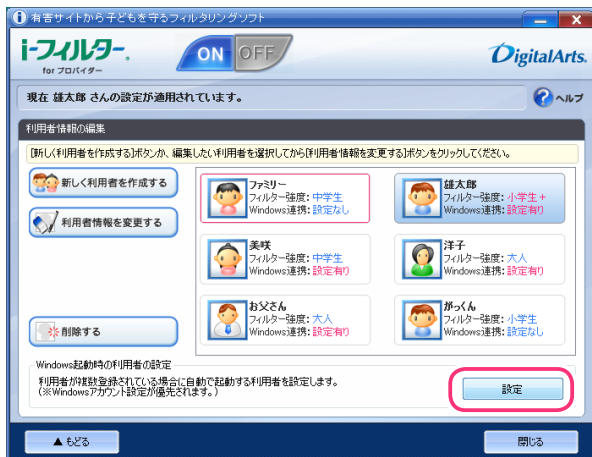 有害サイトから子どもを守るフィルタリングソフト
i-フィルター®
for プロバイダー
ON OFF
DigitalArts®
現在 雄太郎 さんの設定が適用されています。
ヘルプ
利用者情報の編集
[新しく利用者を作成する]ボタンか、編集したい利用者を選択してから[利用者情報を変更する]ボタンをクリックしてください。
新しく利用者を作成する
利用者情報を変更する
削除する
ファミリー
フィルター強度: 中学生
Windows連携: 設定なし
雄太郎
フィルター強度: 小学生+
Windows連携: 設定有り
美咲
フィルター強度: 中学生
Windows連携: 設定有り
洋子
フィルター強度: 大人
Windows連携: 設定有り
お父さん
フィルター強度: 大人
Windows連携: 設定有り
がっくん
フィルター強度: 小学生
Windows連携: 設定なし
Windows起動時の利用者の設定
利用者が複数登録されている場合に自動で起動する利用者を設定します。
(※Windowsアカウント設定が優先されます。)
設定
▲もどる
閉じる